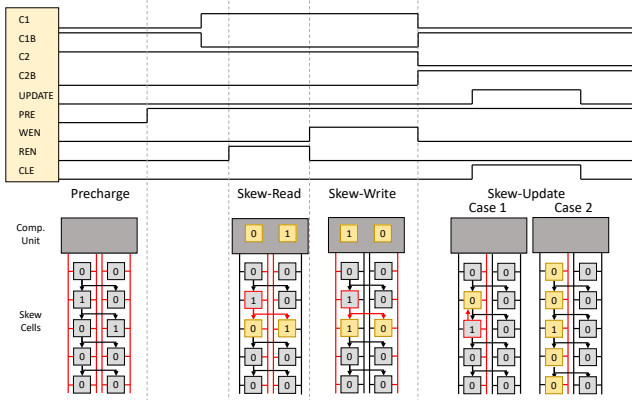 C1
C1B
C2
C2B
UPDATE
PRE
WEN
REN
CLE
Precharge Skew-Read Skew-Write Skew-Update
Case 1 Case 2
Comp.
Unit
0 1 1 0
0 0 0 0 0 0 0 0 0 0
1 0 1 0 1 0 0 0 0 0
Skew
Cells
0 1 0 1 1 0 1 0 1 0
0 0 0 0 0 0 0 0 0 0
0 0 0 0 0 0 0 0 0 0